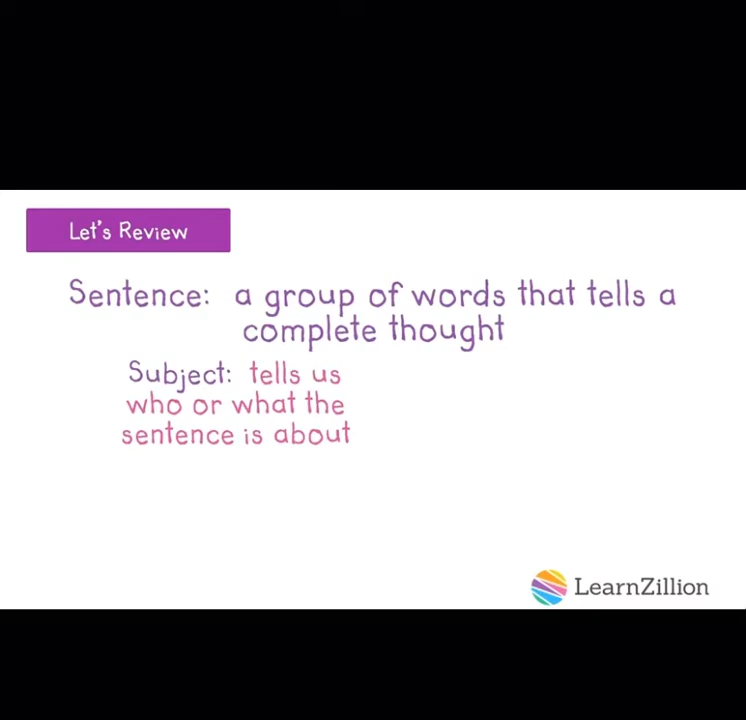 Let's Review
Sentence: a group of words that tells a
complete thought
Subject: tells us
who or what the
sentence is about
LearnZillion